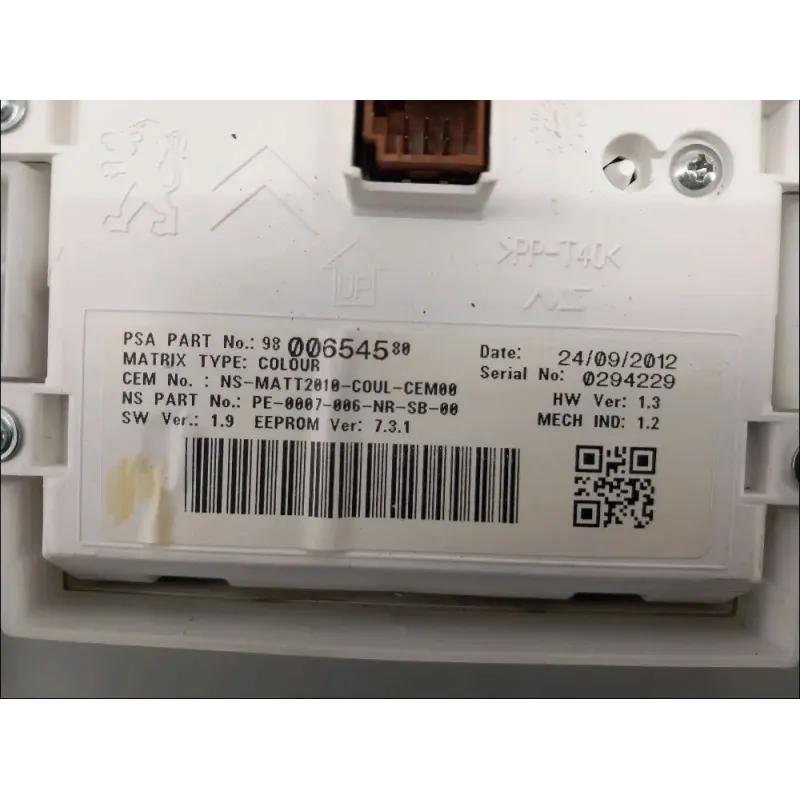 >PP-T40<
UP
PSA PART No.: 98 006545 80
MATRIX TYPE: COLOUR
CEM No. : NS-MATT2010-COUL-CEM00
NS PART No.: PE-0007-006-NR-SB-00
SW Ver.: 1.9 EEPROM Ver: 7.3.1
Date: 24/09/2012
Serial No: 0294229
HW Ver: 1.3
MECH IND: 1.2